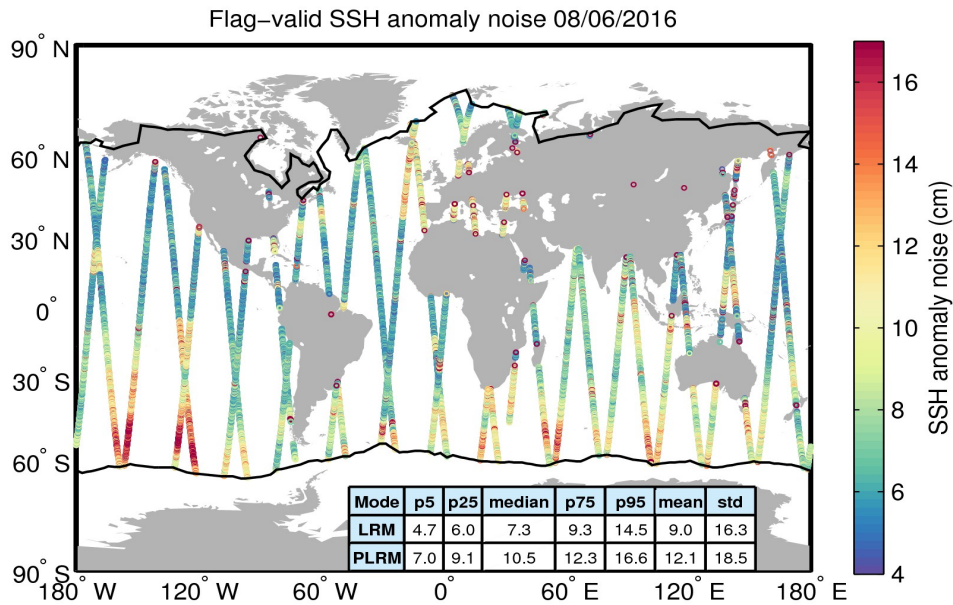 Flag−valid SSH anomaly noise 08/06/2016
90° N
60° N
30° N
0°
30° S
60° S
90° S
180° W
120° W
60° W
0°
60° E
120° E
180° E
Mode p5 p25 median p75 p95 mean std
LRM 4.7 6.0 7.3 9.3 14.5 9.0 16.3
PLRM 7.0 9.1 10.5 12.3 16.6 12.1 18.5
16
14
12
10
8
6
4
SSH anomaly noise (cm)